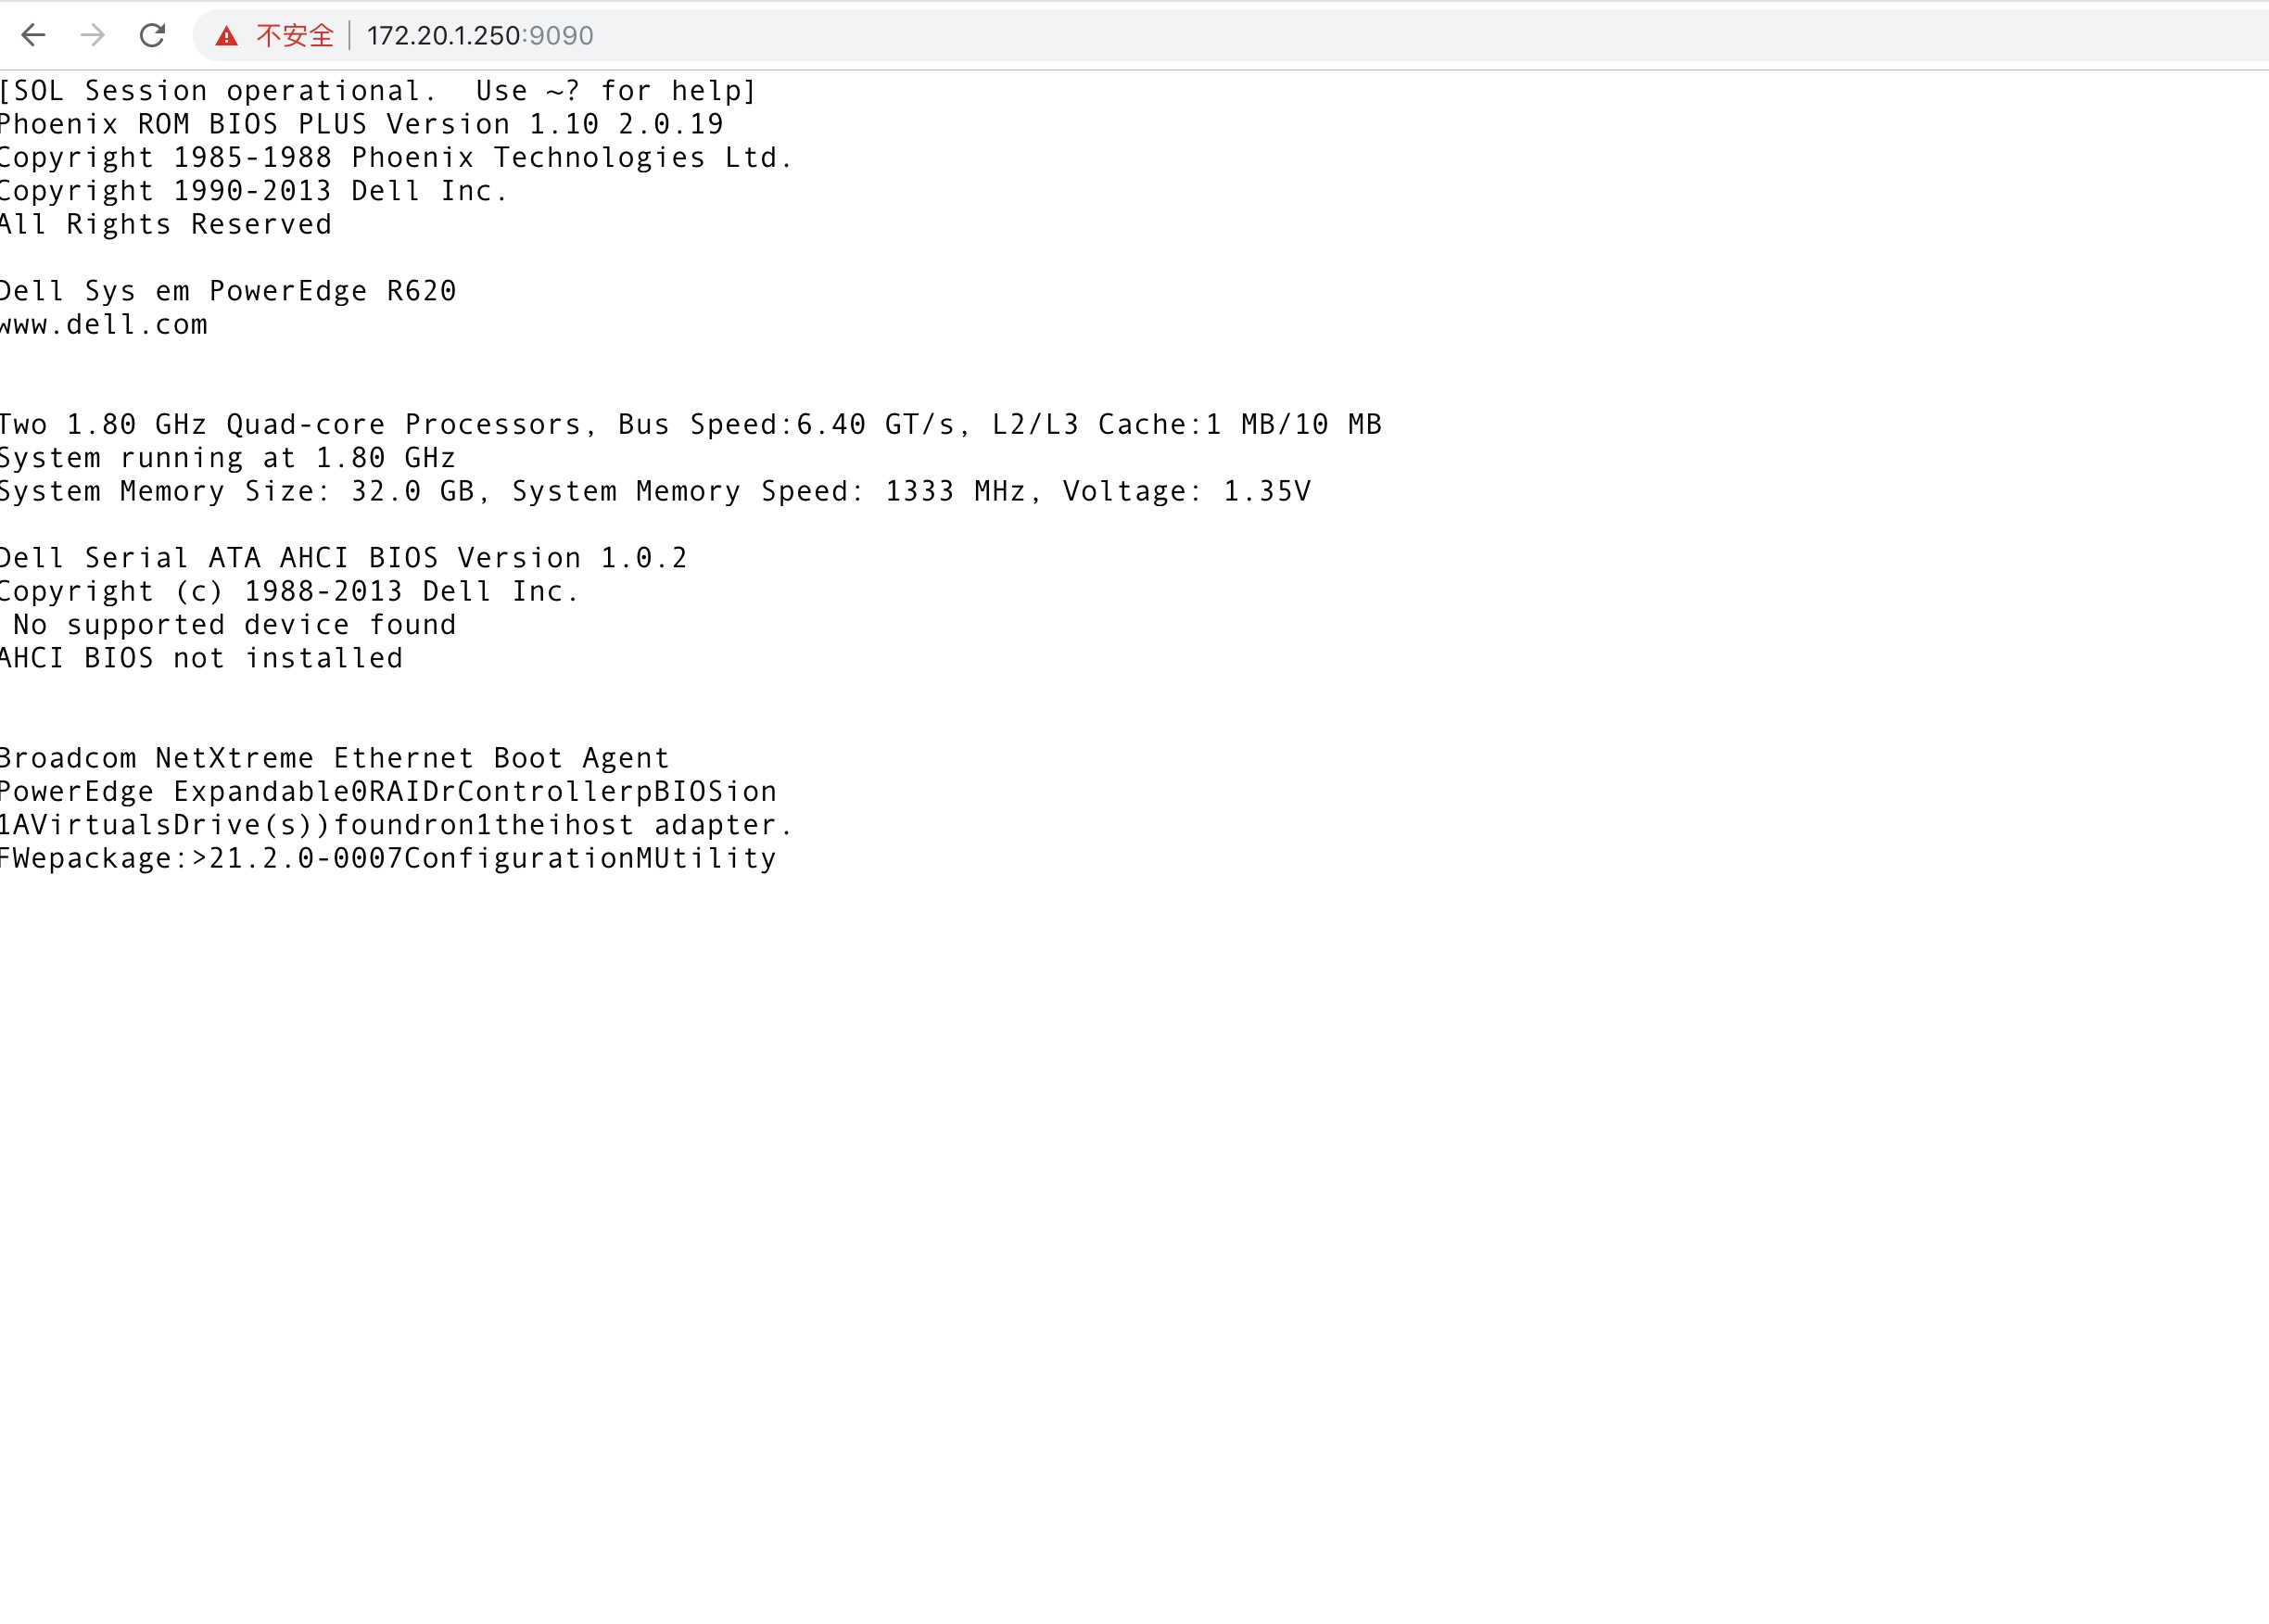 不安全 172.20.1.250:9090
[SOL Session operational.  Use ~? for help]
Phoenix ROM BIOS PLUS Version 1.10 2.0.19
Copyright 1985-1988 Phoenix Technologies Ltd.
Copyright 1990-2013 Dell Inc.
All Rights Reserved
Dell Sys em PowerEdge R620
www.dell.com
Two 1.80 GHz Quad-core Processors, Bus Speed:6.40 GT/s, L2/L3 Cache:1 MB/10 MB
System running at 1.80 GHz
System Memory Size: 32.0 GB, System Memory Speed: 1333 MHz, Voltage: 1.35V
Dell Serial ATA AHCI BIOS Version 1.0.2
Copyright (c) 1988-2013 Dell Inc.
No supported device found
AHCI BIOS not installed
Broadcom NetXtreme Ethernet Boot Agent
PowerEdge Expandable0RAIDrControllerpBIOSion
1AVirtualsDrive(s))foundron1theihost adapter.
FWepackage:>21.2.0-0007ConfigurationMUtility